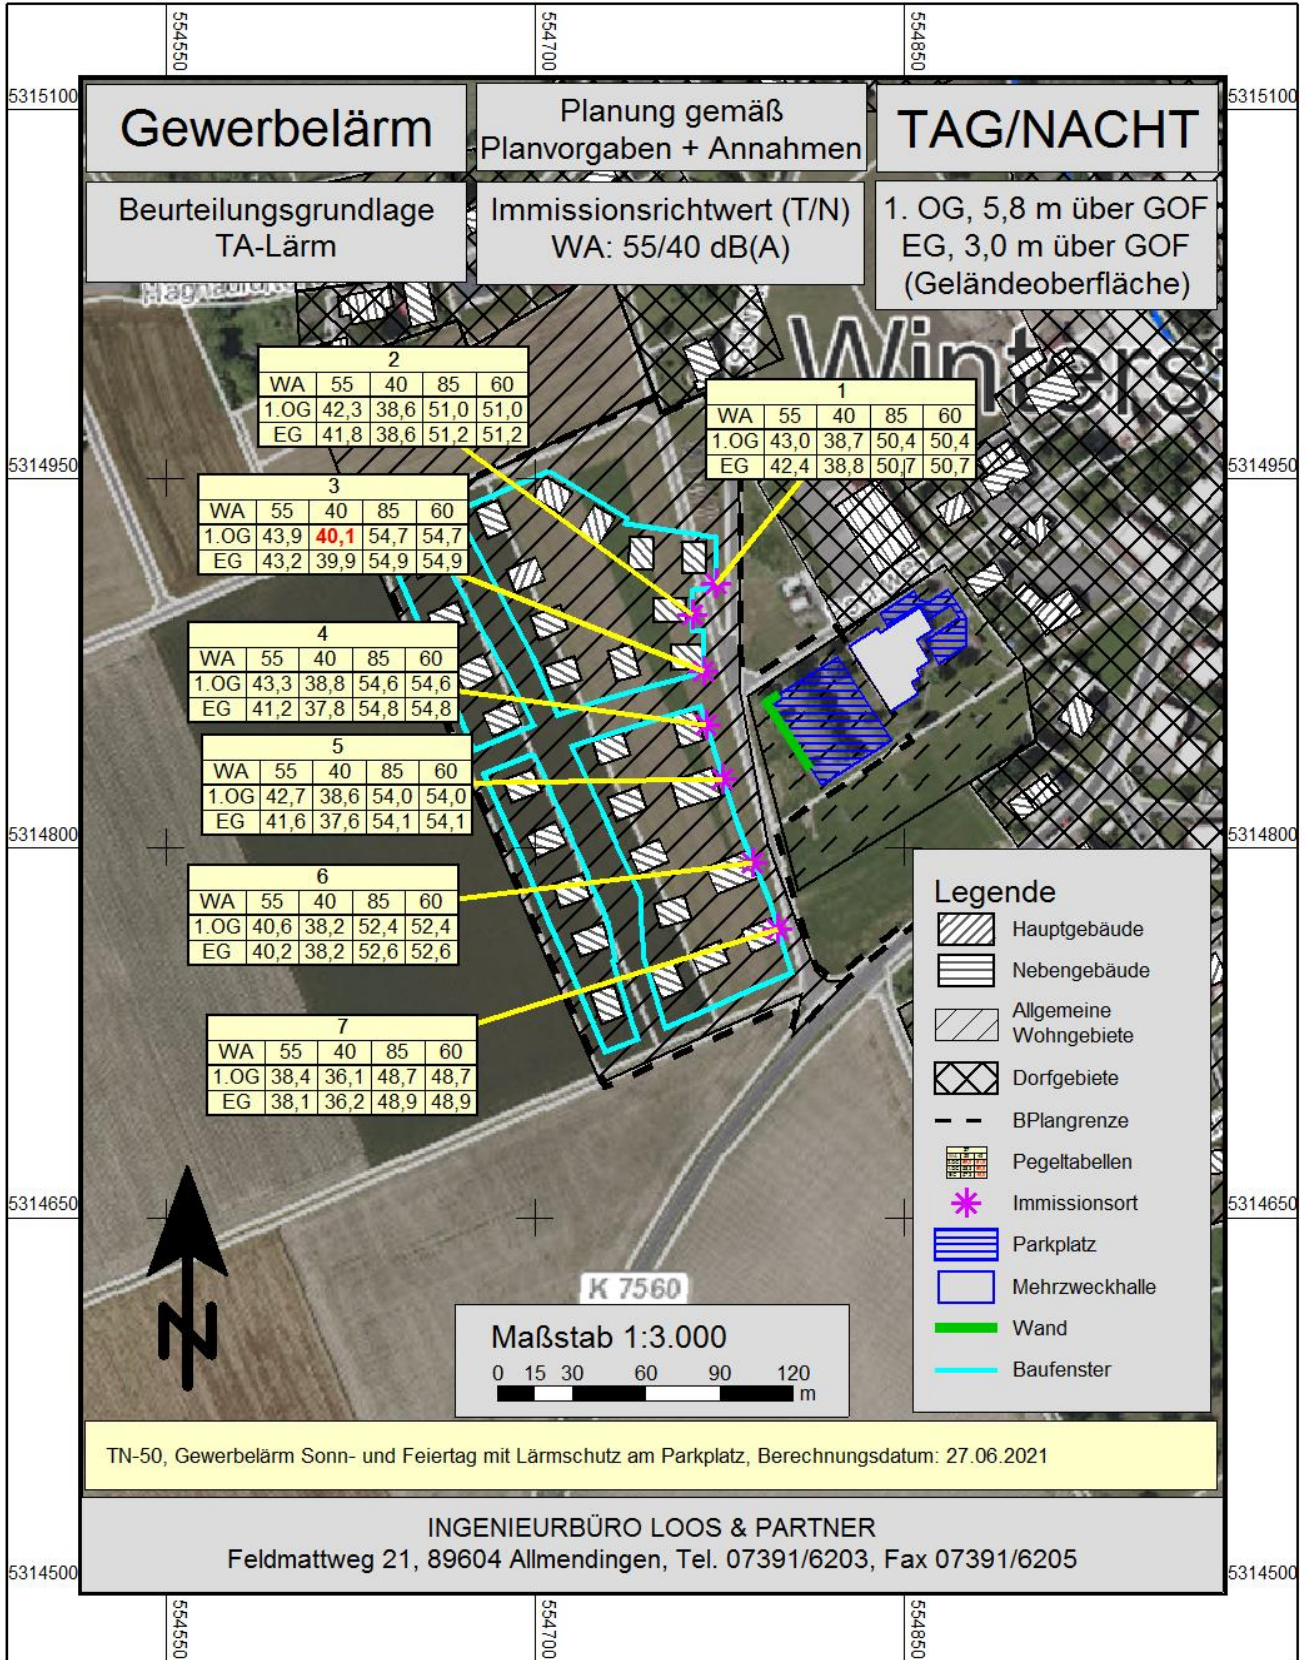 554550 554700 554850
5315100 5315100
Gewerbelärm
Planung gemäß
Planvorgaben + Annahmen
TAG/NACHT
Beurteilungsgrundlage
TA-Lärm
Immissionsrichtwert (T/N)
WA: 55/40 dB(A)
1. OG, 5,8 m über GOF
EG, 3,0 m über GOF
(Geländeoberfläche)
2
WA 55 40 85 60
1.OG 42,3 38,6 51,0 51,0
EG 41,8 38,6 51,2 51,2
1
WA 55 40 85 60
1.OG 43,0 38,7 50,4 50,4
EG 42,4 38,8 50,7 50,7
5314950 5314950
3
WA 55 40 85 60
1.OG 43,9 40,1 54,7 54,7
EG 43,2 39,9 54,9 54,9
4
WA 55 40 85 60
1.OG 43,3 38,8 54,6 54,6
EG 41,2 37,8 54,8 54,8
5
WA 55 40 85 60
1.OG 42,7 38,6 54,0 54,0
EG 41,6 37,6 54,1 54,1
5314800 5314800
6
WA 55 40 85 60
1.OG 40,6 38,2 52,4 52,4
EG 40,2 38,2 52,6 52,6
7
WA 55 40 85 60
1.OG 38,4 36,1 48,7 48,7
EG 38,1 36,2 48,9 48,9
Legende
Hauptgebäude
Nebengebäude
Allgemeine
Wohngebiete
Dorfgebiete
BPlangrenze
Pegeltabellen
Immissionsort
Parkplatz
Mehrzweckhalle
Wand
Baufenster
5314650 5314650
N
K 7560
Maßstab 1:3.000
0 15 30 60 90 120
m
TN-50, Gewerbelärm Sonn- und Feiertag mit Lärmschutz am Parkplatz, Berechnungsdatum: 27.06.2021
INGENIEURBÜRO LOOS & PARTNER
Feldmattweg 21, 89604 Allmendingen, Tel. 07391/6203, Fax 07391/6205
5314500 5314500
554550 554700 554850